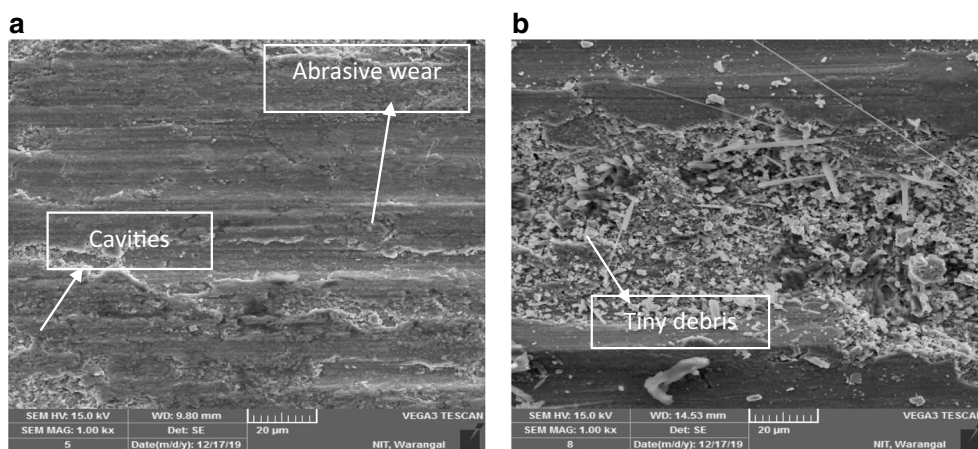 a
Abrasive wear
Cavities
SEM HV: 15.0 kV WD: 9.80 mm VEGA3 TESCAN
SEM MAG: 1.00 kx Det: SE 20 µm
5 Date(m/d/y): 12/17/19 NIT, Warangal
b
Tiny debris
SEM HV: 15.0 kV WD: 14.53 mm VEGA3 TESCAN
SEM MAG: 1.00 kx Det: SE 20 µm
8 Date(m/d/y): 12/17/19 NIT, Warangal